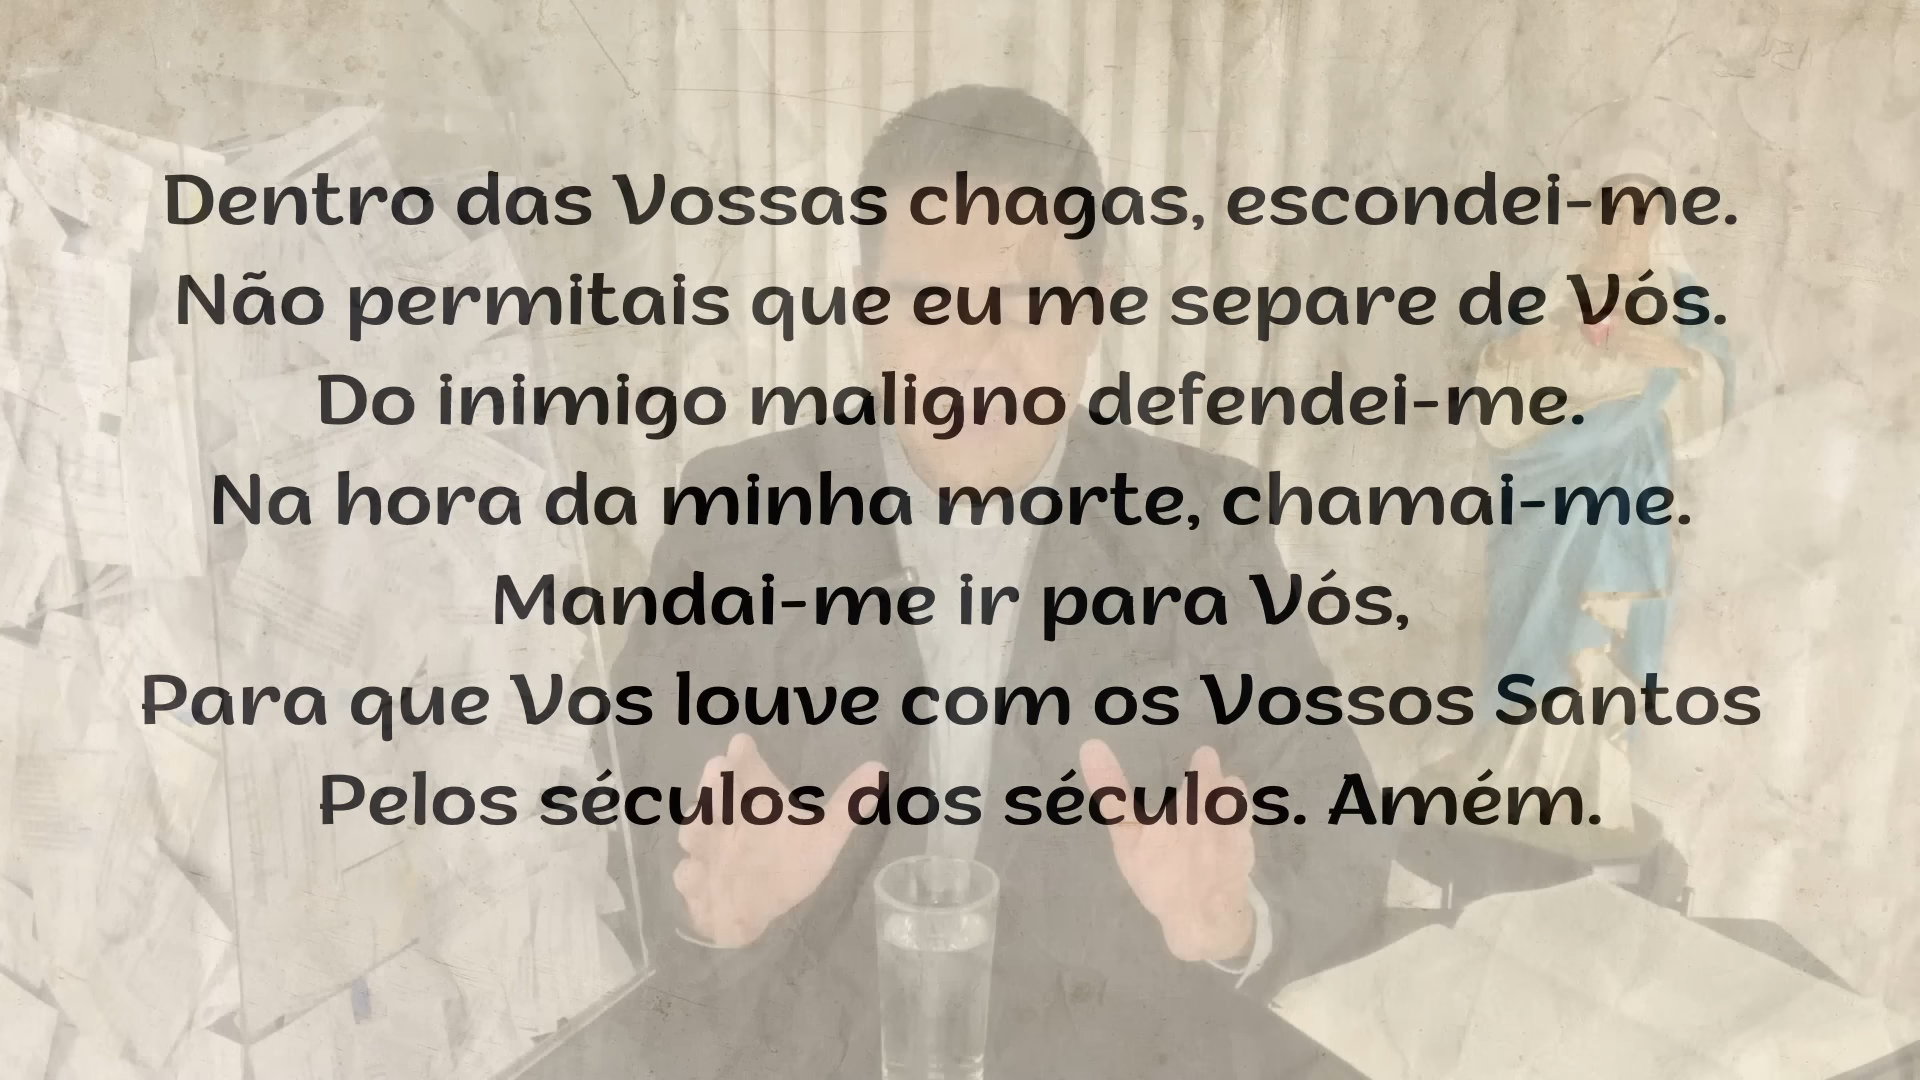 Dentro das Vossas chagas, escondei-me.
Não permitais que eu me separe de Vós.
Do inimigo maligno defendei-me.
Na hora da minha morte, chamai-me.
Mandai-me ir para Vós,
Para que Vos louve com os Vossos Santos
Pelos séculos dos séculos. Amém.